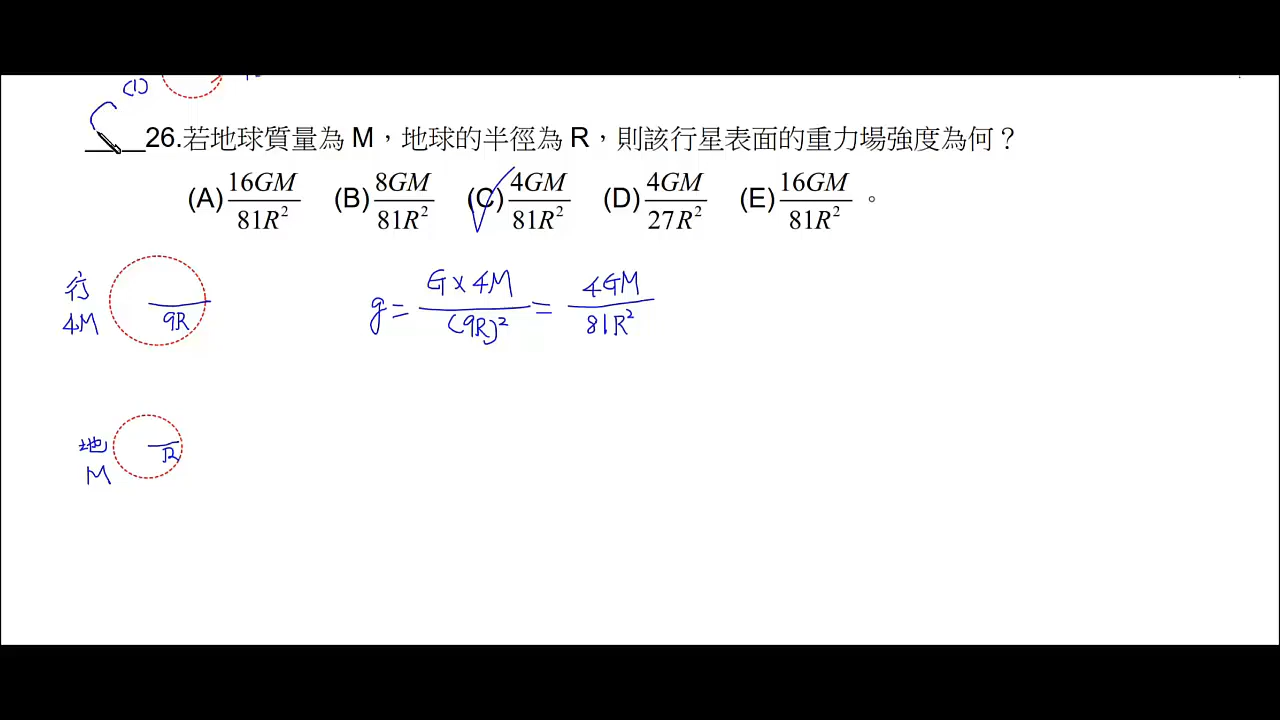 (1)
26.若地球質量為 M,地球的半徑為 R,則該行星表面的重力場強度為何?
(A) 16GM/81R² (B) 8GM/81R² (C) 4GM/81R² (D) 4GM/27R² (E) 16GM/81R² 。
行
4M
9R
g = G×4M/(9R)² = 4GM/81R²
地
M
R